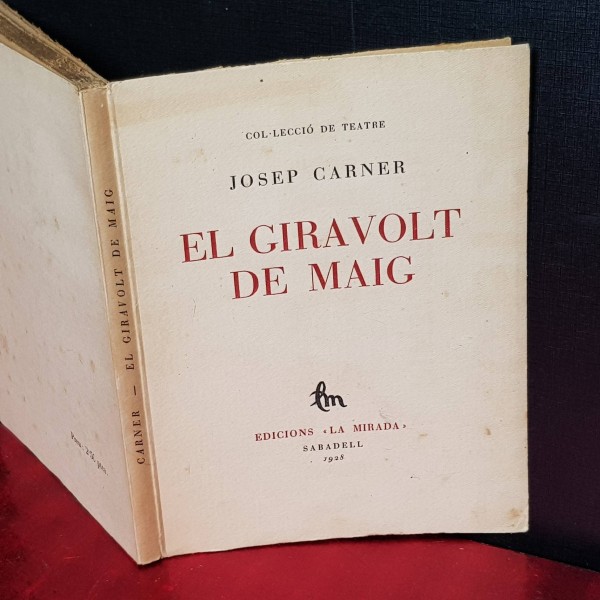 COL·LECCIÓ DE TEATRE
JOSEP CARNER
EL GIRAVOLT
DE MAIG
EDICIONS «LA MIRADA»
SABADELL
1928
CARNER — EL GIRAVOLT DE MAIG